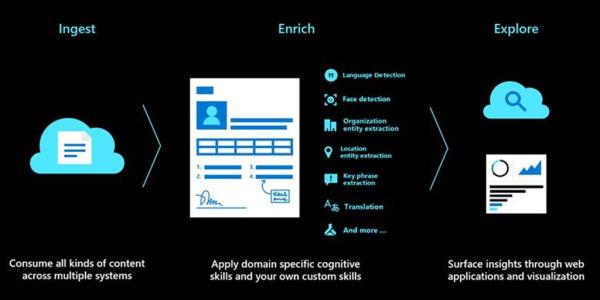 Ingest
Enrich
Explore
Language Detection
Face detection
Organization
entity extraction
Location
entity extraction
Key phrase
extraction
Translation
And more ...
1.
2.
3.
4.
Consume all kinds of content
across multiple systems
Apply domain specific cognitive
skills and your own custom skills
Surface insights through web
applications and visualization